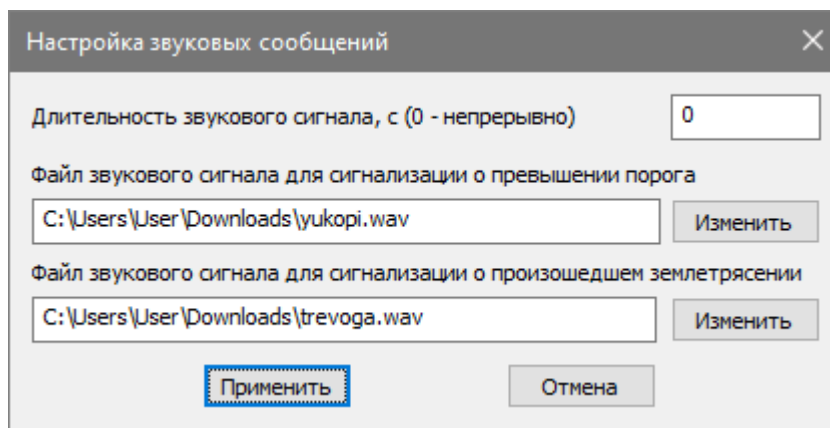 Настройка звуковых сообщений
Длительность звукового сигнала, с (0 - непрерывно) 0
Файл звукового сигнала для сигнализации о превышении порога
C:\Users\User\Downloads\yukopi.wav Изменить
Файл звукового сигнала для сигнализации о произошедшем землетрясении
C:\Users\User\Downloads\trevoga.wav Изменить
Применить Отмена